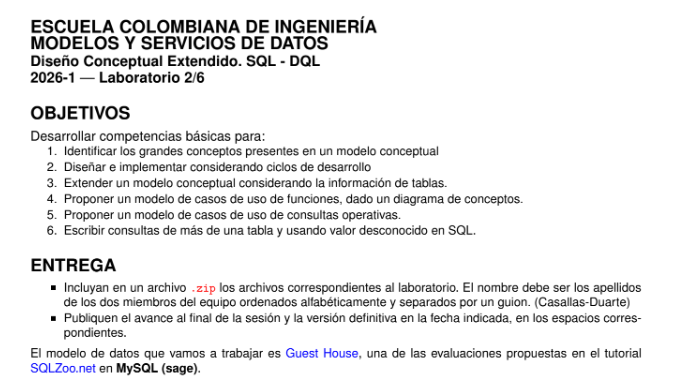 ESCUELA COLOMBIANA DE INGENIERÍA
MODELOS Y SERVICIOS DE DATOS
Diseño Conceptual Extendido. SQL - DQL
2026-1 — Laboratorio 2/6
OBJETIVOS
Desarrollar competencias básicas para:
1. Identificar los grandes conceptos presentes en un modelo conceptual
2. Diseñar e implementar considerando ciclos de desarrollo
3. Extender un modelo conceptual considerando la información de tablas.
4. Proponer un modelo de casos de uso de funciones, dado un diagrama de conceptos.
5. Proponer un modelo de casos de uso de consultas operativas.
6. Escribir consultas de más de una tabla y usando valor desconocido en SQL.
ENTREGA
▪ Incluyan en un archivo .zip los archivos correspondientes al laboratorio. El nombre debe ser los apellidos
de los dos miembros del equipo ordenados alfabéticamente y separados por un guion. (Casallas-Duarte)
▪ Publiquen el avance al final de la sesión y la versión definitiva en la fecha indicada, en los espacios corres-
pondientes.
El modelo de datos que vamos a trabajar es Guest House, una de las evaluaciones propuestas en el tutorial
SQLZoo.net en MySQL (sage).